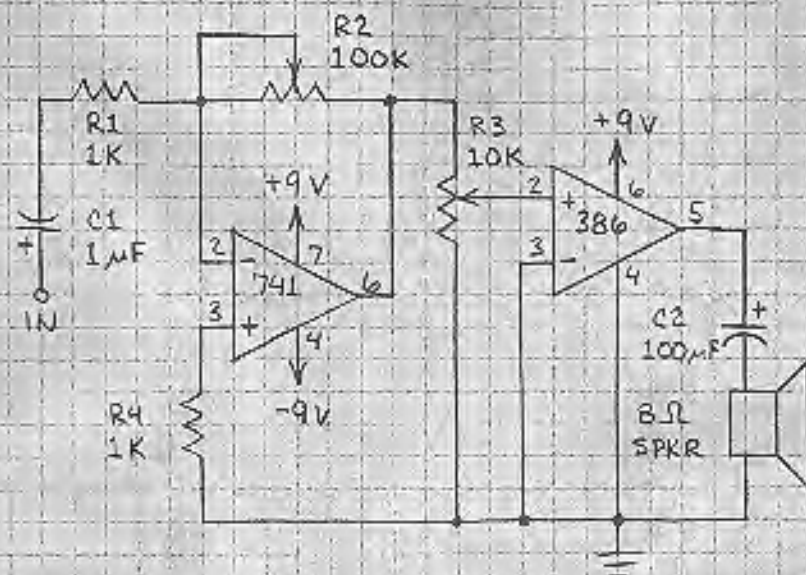 R2
100K
R1
1K
R3
10K
+9V
+9V
C1
1µF
+
IN
2
-
7
741
6
3
+
4
-9V
2
+
6
386
5
3
-
4
C2
100µF
+
R4
1K
8Ω
SPKR